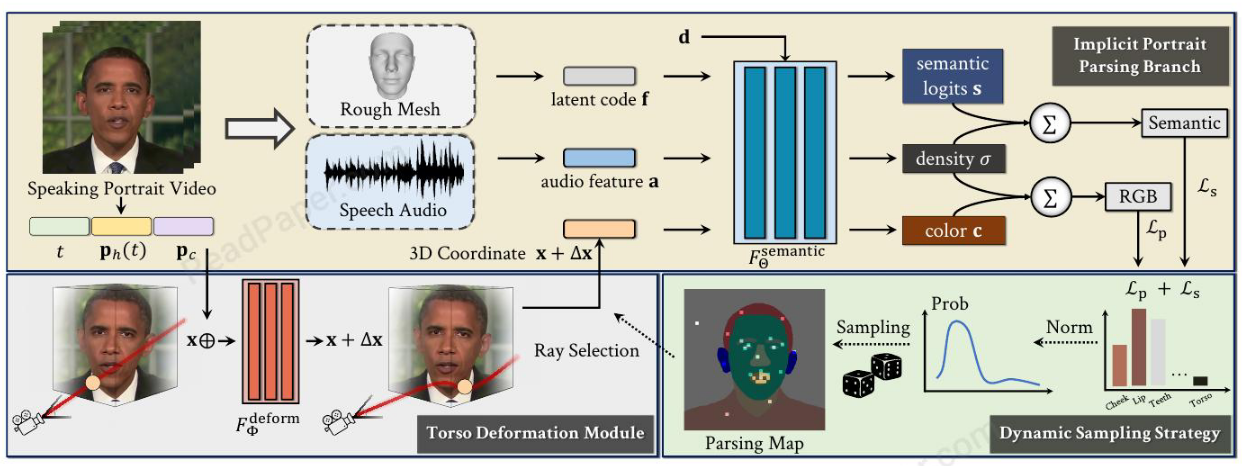 Implicit Portrait
Parsing Branch
Speaking Portrait Video
t p_h(t) p_c
Rough Mesh
Speech Audio
d
latent code f
audio feature a
3D Coordinate x + Δx
F_Θ^semantic
semantic
logits s
density σ
color c
Σ
Σ
Semantic
RGB
ℒ_s
ℒ_p
x⊕
F_Φ^deform
x + Δx
Torso Deformation Module
Ray Selection
Parsing Map
Sampling
Prob
Norm
ℒ_p + ℒ_s
Cheek Lip Teeth ... Torso
Dynamic Sampling Strategy
ReadPaper